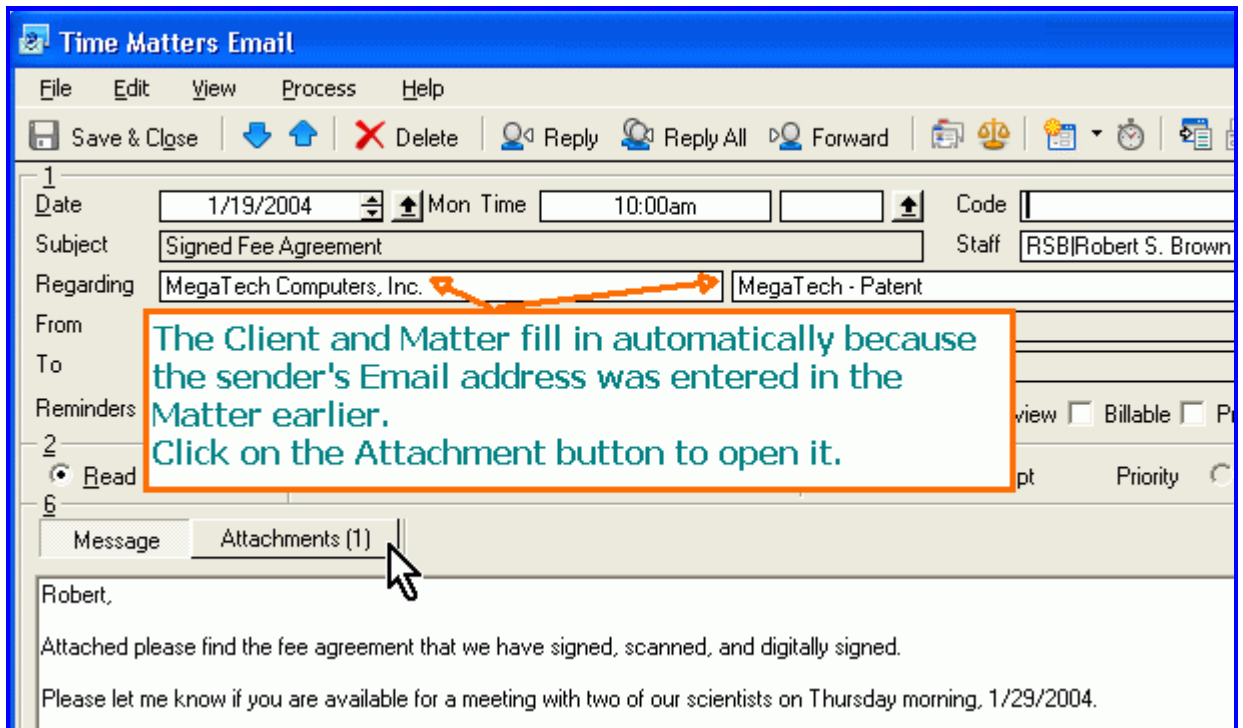 Time Matters Email
File Edit View Process Help
Save & Close Delete Reply Reply All Forward
1
Date 1/19/2004 Mon Time 10:00am Code
Subject Signed Fee Agreement Staff RSB|Robert S. Brown
Regarding MegaTech Computers, Inc. MegaTech - Patent
From
To
Reminders
The Client and Matter fill in automatically because
the sender's Email address was entered in the
Matter earlier.
Click on the Attachment button to open it.
view Billable
2
Read Priority
6
Message Attachments (1)
Robert,
Attached please find the fee agreement that we have signed, scanned, and digitally signed.
Please let me know if you are available for a meeting with two of our scientists on Thursday morning, 1/29/2004.